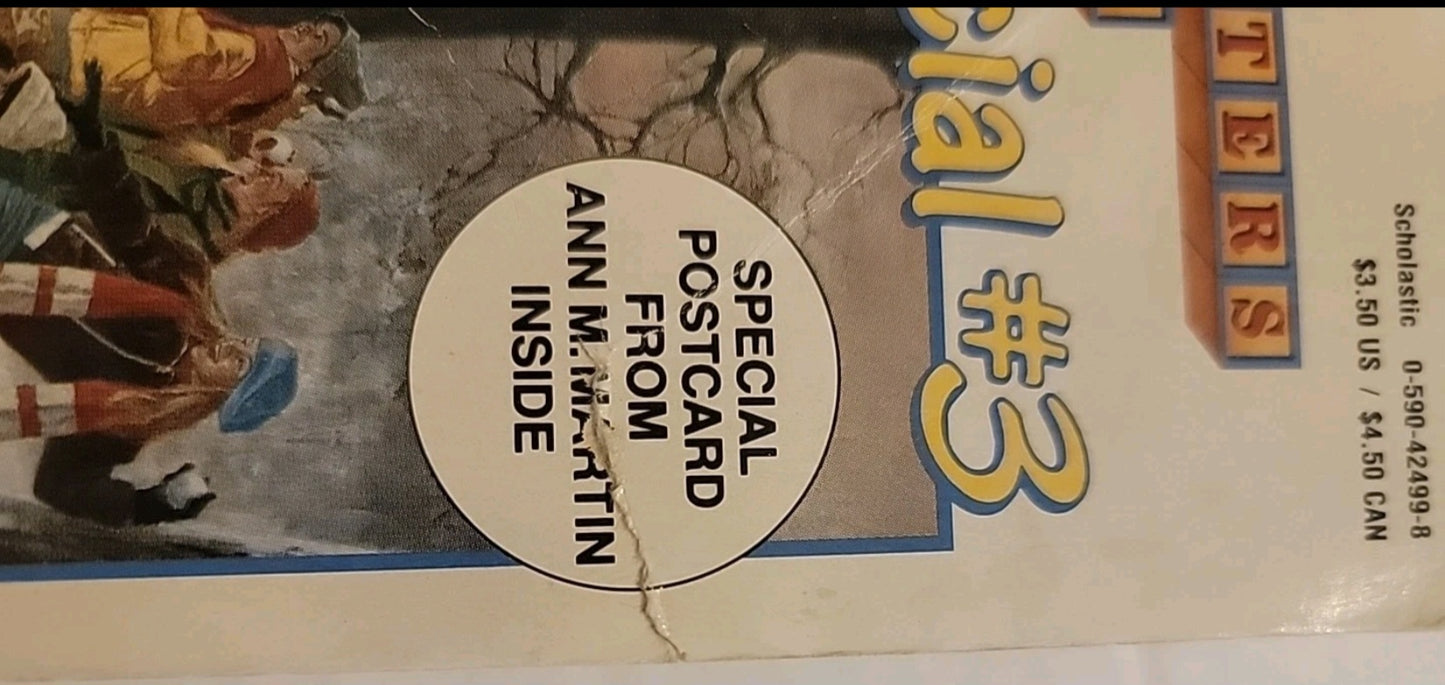 Scholastic 0-590-42499-8
$3.50 US / $4.50 CAN
TERS
cial #3
SPECIAL
POSTCARD
FROM
ANN M. MARTIN
INSIDE